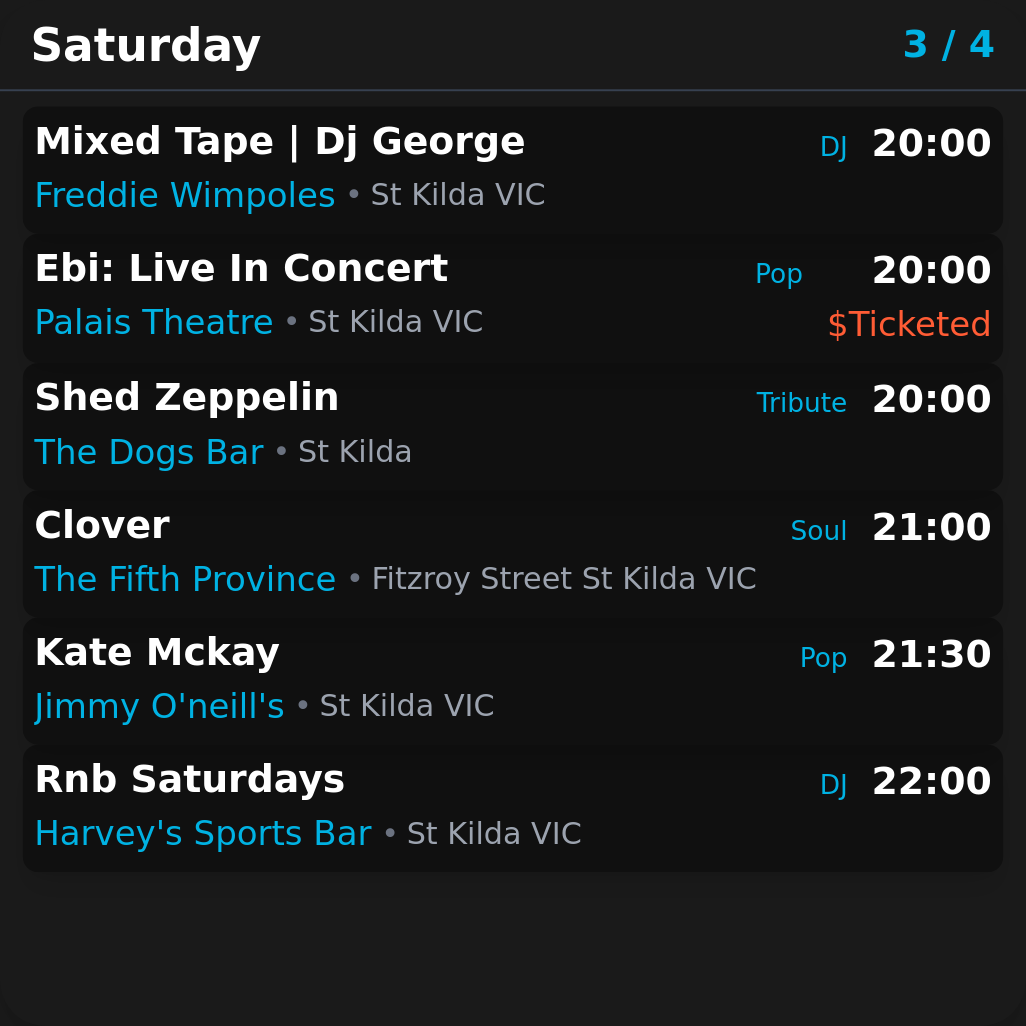 Saturday 3 / 4
Mixed Tape | Dj George DJ 20:00
Freddie Wimpoles • St Kilda VIC
Ebi: Live In Concert Pop 20:00
Palais Theatre • St Kilda VIC $Ticketed
Shed Zeppelin Tribute 20:00
The Dogs Bar • St Kilda
Clover Soul 21:00
The Fifth Province • Fitzroy Street St Kilda VIC
Kate Mckay Pop 21:30
Jimmy O'neill's • St Kilda VIC
Rnb Saturdays DJ 22:00
Harvey's Sports Bar • St Kilda VIC